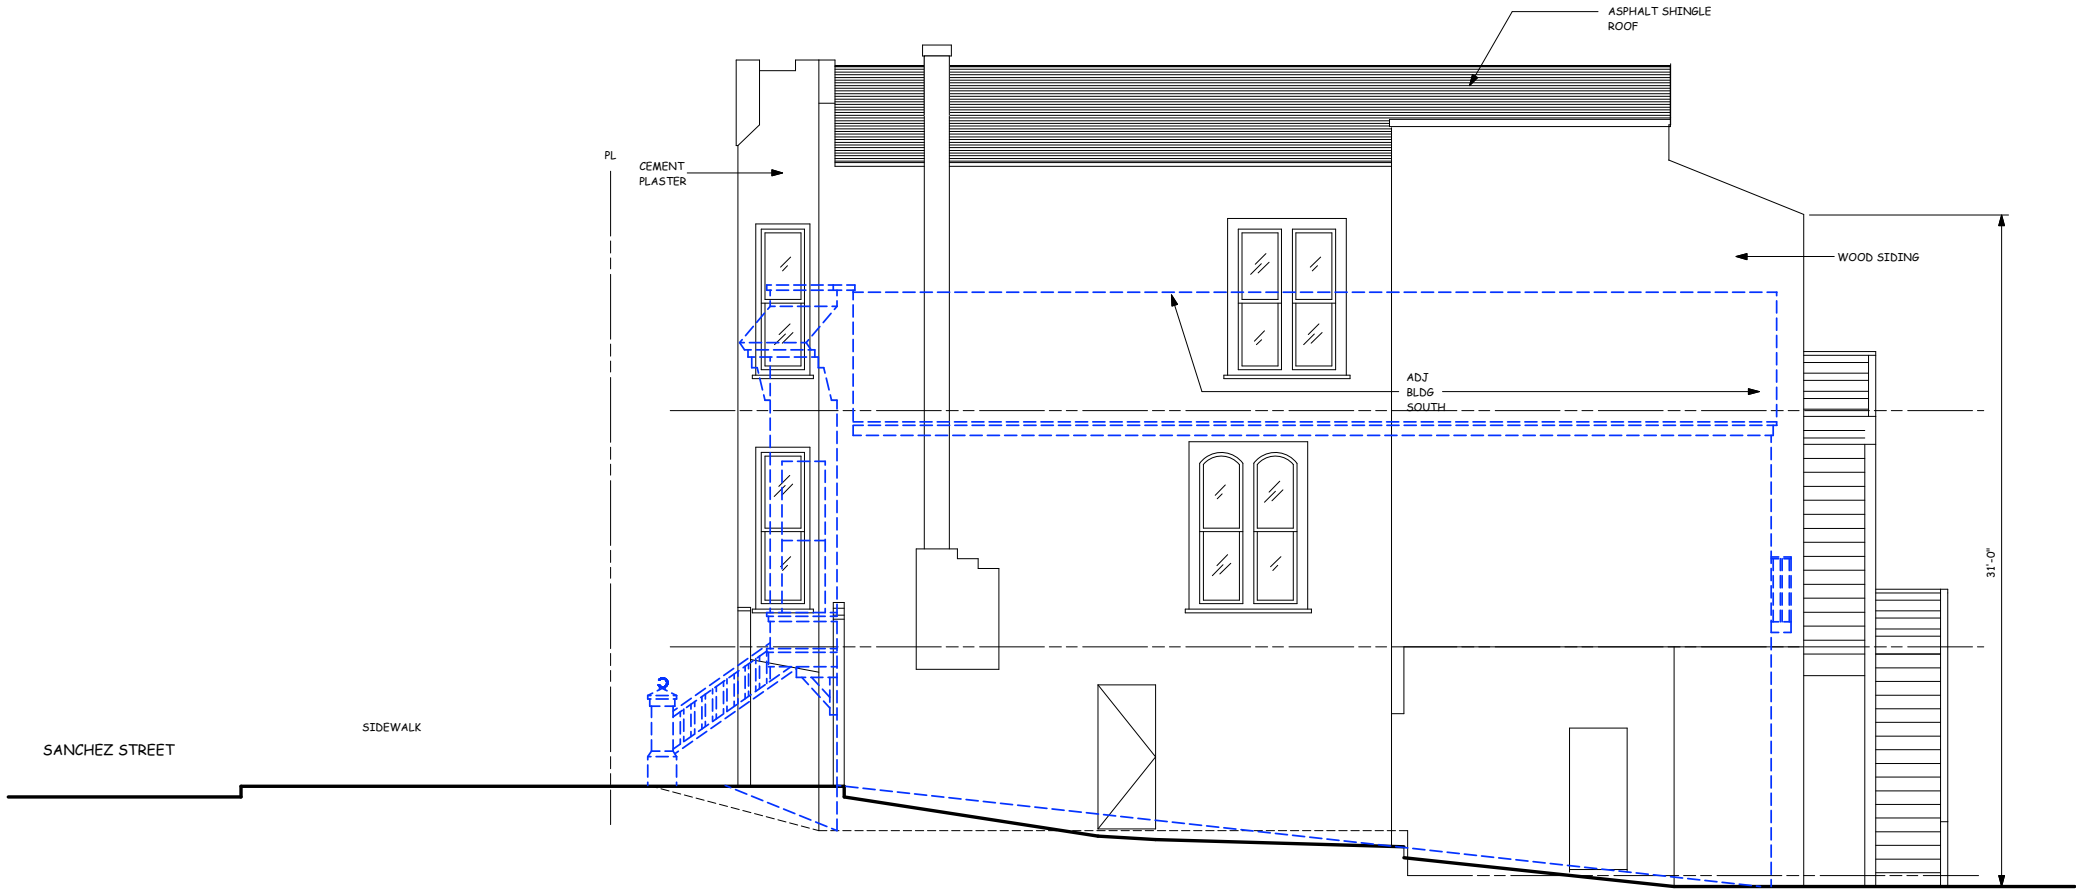 ASPHALT SHINGLE
ROOF
PL
CEMENT
PLASTER
WOOD SIDING
ADJ
BLDG
SOUTH
31'-0"
SIDEWALK
SANCHEZ STREET